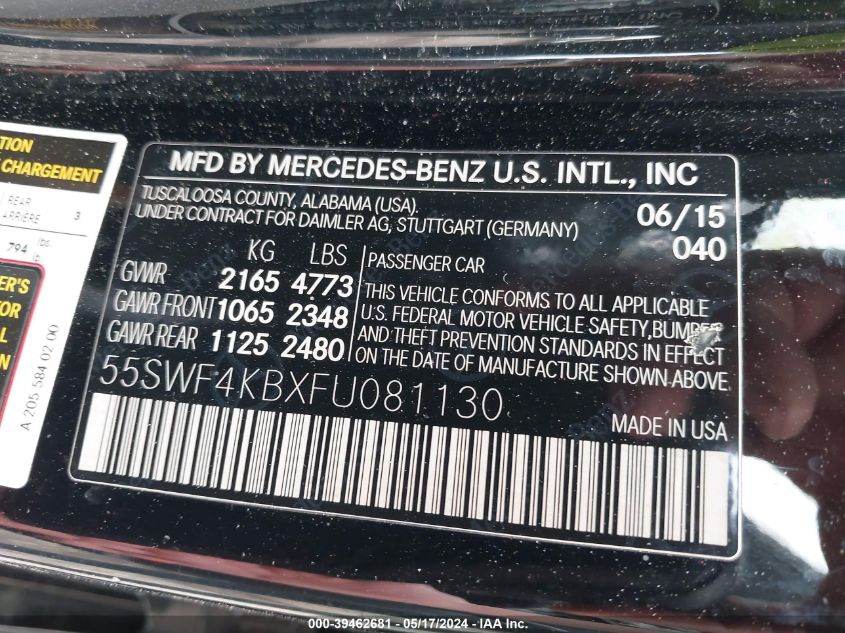 TION
CHARGEMENT
REAR
ARRIÈRE 3
794
A 205 584 02 00
MFD BY MERCEDES-BENZ U.S. INTL., INC
TUSCALOOSA COUNTY, ALABAMA (USA).
UNDER CONTRACT FOR DAIMLER AG, STUTTGART (GERMANY)
06/15
040
KG LBS
GVWR 2165 4773
GAWR FRONT 1065 2348
GAWR REAR 1125 2480
PASSENGER CAR
THIS VEHICLE CONFORMS TO ALL APPLICABLE
U.S. FEDERAL MOTOR VEHICLE SAFETY, BUMPER
AND THEFT PREVENTION STANDARDS IN EFFECT
ON THE DATE OF MANUFACTURE
55SWF4KBXFU081130
MADE IN USA
000-39462681 - 05/17/2024 - IAA Inc.